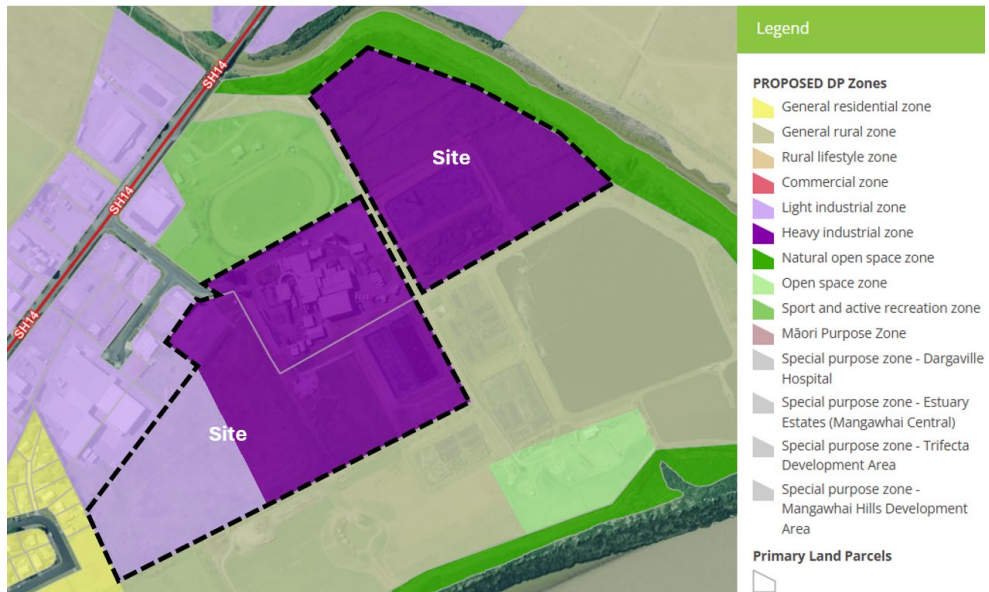 SH14
Site
SH14
SH14
Site
Legend
PROPOSED DP Zones
General residential zone
General rural zone
Rural lifestyle zone
Commercial zone
Light industrial zone
Heavy industrial zone
Natural open space zone
Open space zone
Sport and active recreation zone
Māori Purpose Zone
Special purpose zone - Dargaville
Hospital
Special purpose zone - Estuary
Estates (Mangawhai Central)
Special purpose zone - Trifecta
Development Area
Special purpose zone -
Mangawhai Hills Development
Area
Primary Land Parcels